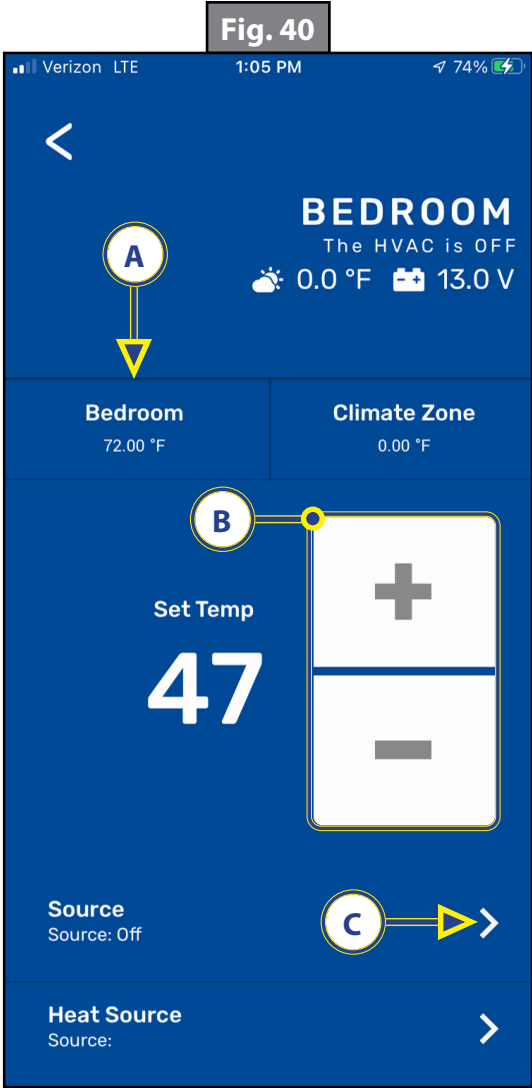 Fig. 40
Verizon LTE 1:05 PM 74%
BEDROOM
The HVAC is OFF
0.0 °F 13.0 V
A
Bedroom Climate Zone
72.00 °F 0.00 °F
B
Set Temp
47
Source
Source: Off
C
Heat Source
Source: